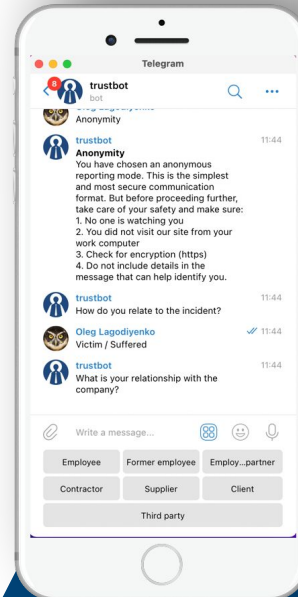 Telegram
8
trustbot
bot
Anonymity
trustbot 11:44
Anonymity
You have chosen an anonymous
reporting mode. This is the simplest
and most secure communication
format. But before proceeding further,
take care of your safety and make sure:
1. No one is watching you
2. You did not visit our site from your
work computer
3. Check for encryption (https)
4. Do not include details in the
message that can help identify you.
trustbot 11:44
How do you relate to the incident?
Oleg Lagodiyenko 11:44
Victim / Suffered
trustbot 11:44
What is your relationship with the
company?
Write a message...
Employee Former employee Employ...partner
Contractor Supplier Client
Third party